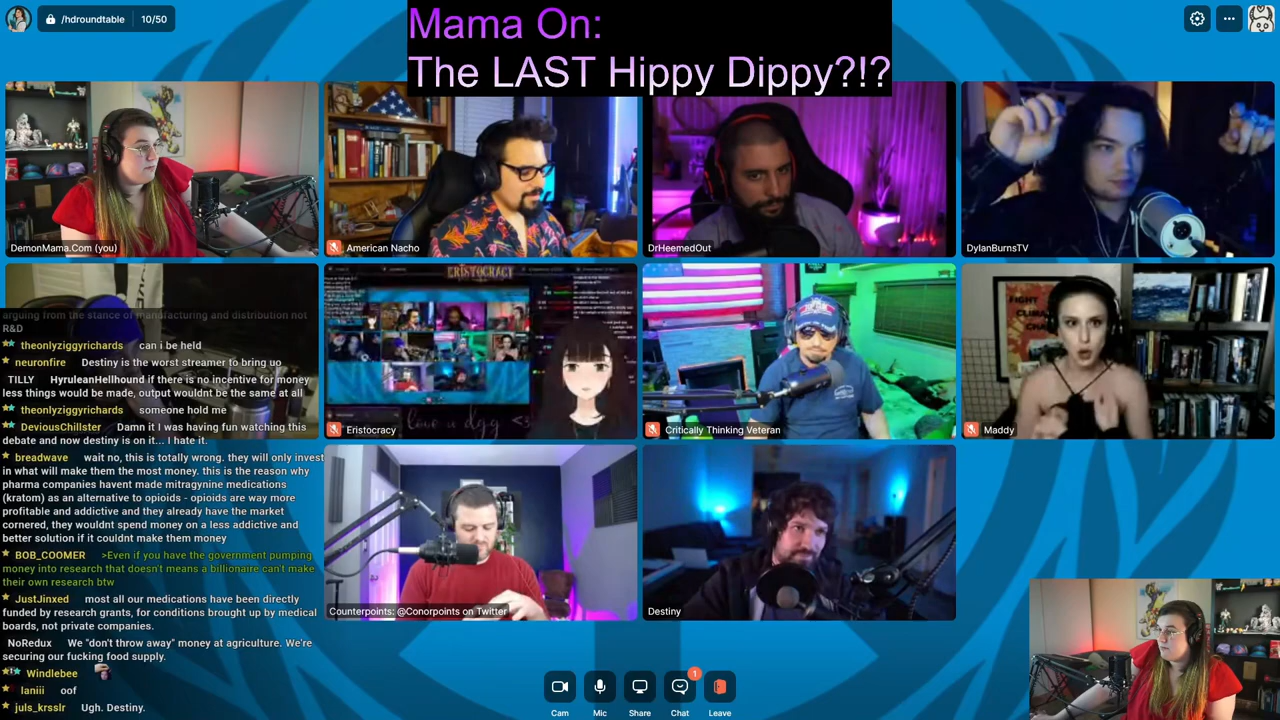 /hdroundtable
10/50
Mama On:
The LAST Hippy Dippy?!?
DemonMama.Com (you)
American Nacho
DrHeemedOut
DylanBurnsTV
ERISTOCRACY
Eristocracy
Critically Thinking Veteran
FIGHT
Maddy
Counterpoints: @Conorpoints on Twitter
Destiny
arguing from the stance of manufacturing and distribution not
R&D
theonlyziggyrichards can i be held
neuronfire Destiny is the worst streamer to bring up
TILLY HyruleanHellhound if there is no incentive for money
less things would be made, output wouldnt be the same at all
theonlyziggyrichards someone hold me
DeviousChillster Damn it I was having fun watching this
debate and now destiny is on it... I hate it.
breadwave wait no, this is totally wrong. they will only invest
in what will make them the most money. this is the reason why
pharma companies havent made mitragynine medications
(kratom) as an alternative to opioids - opioids are way more
profitable and addictive and they already have the market
cornered, they wouldnt spend money on a less addictive and
better solution if it couldnt make them money
BOB_COOMER >Even if you have the government pumping
money into research that doesn't means a billionaire can't make
their own research btw
JustJinxed most all our medications have been directly
funded by research grants, for conditions brought up by medical
boards, not private companies.
NoRedux We "don't throw away" money at agriculture. We're
securing our fucking food supply.
Windlebee
laniii oof
juls_krsslr Ugh. Destiny.
1
Cam
Mic
Share
Chat
Leave